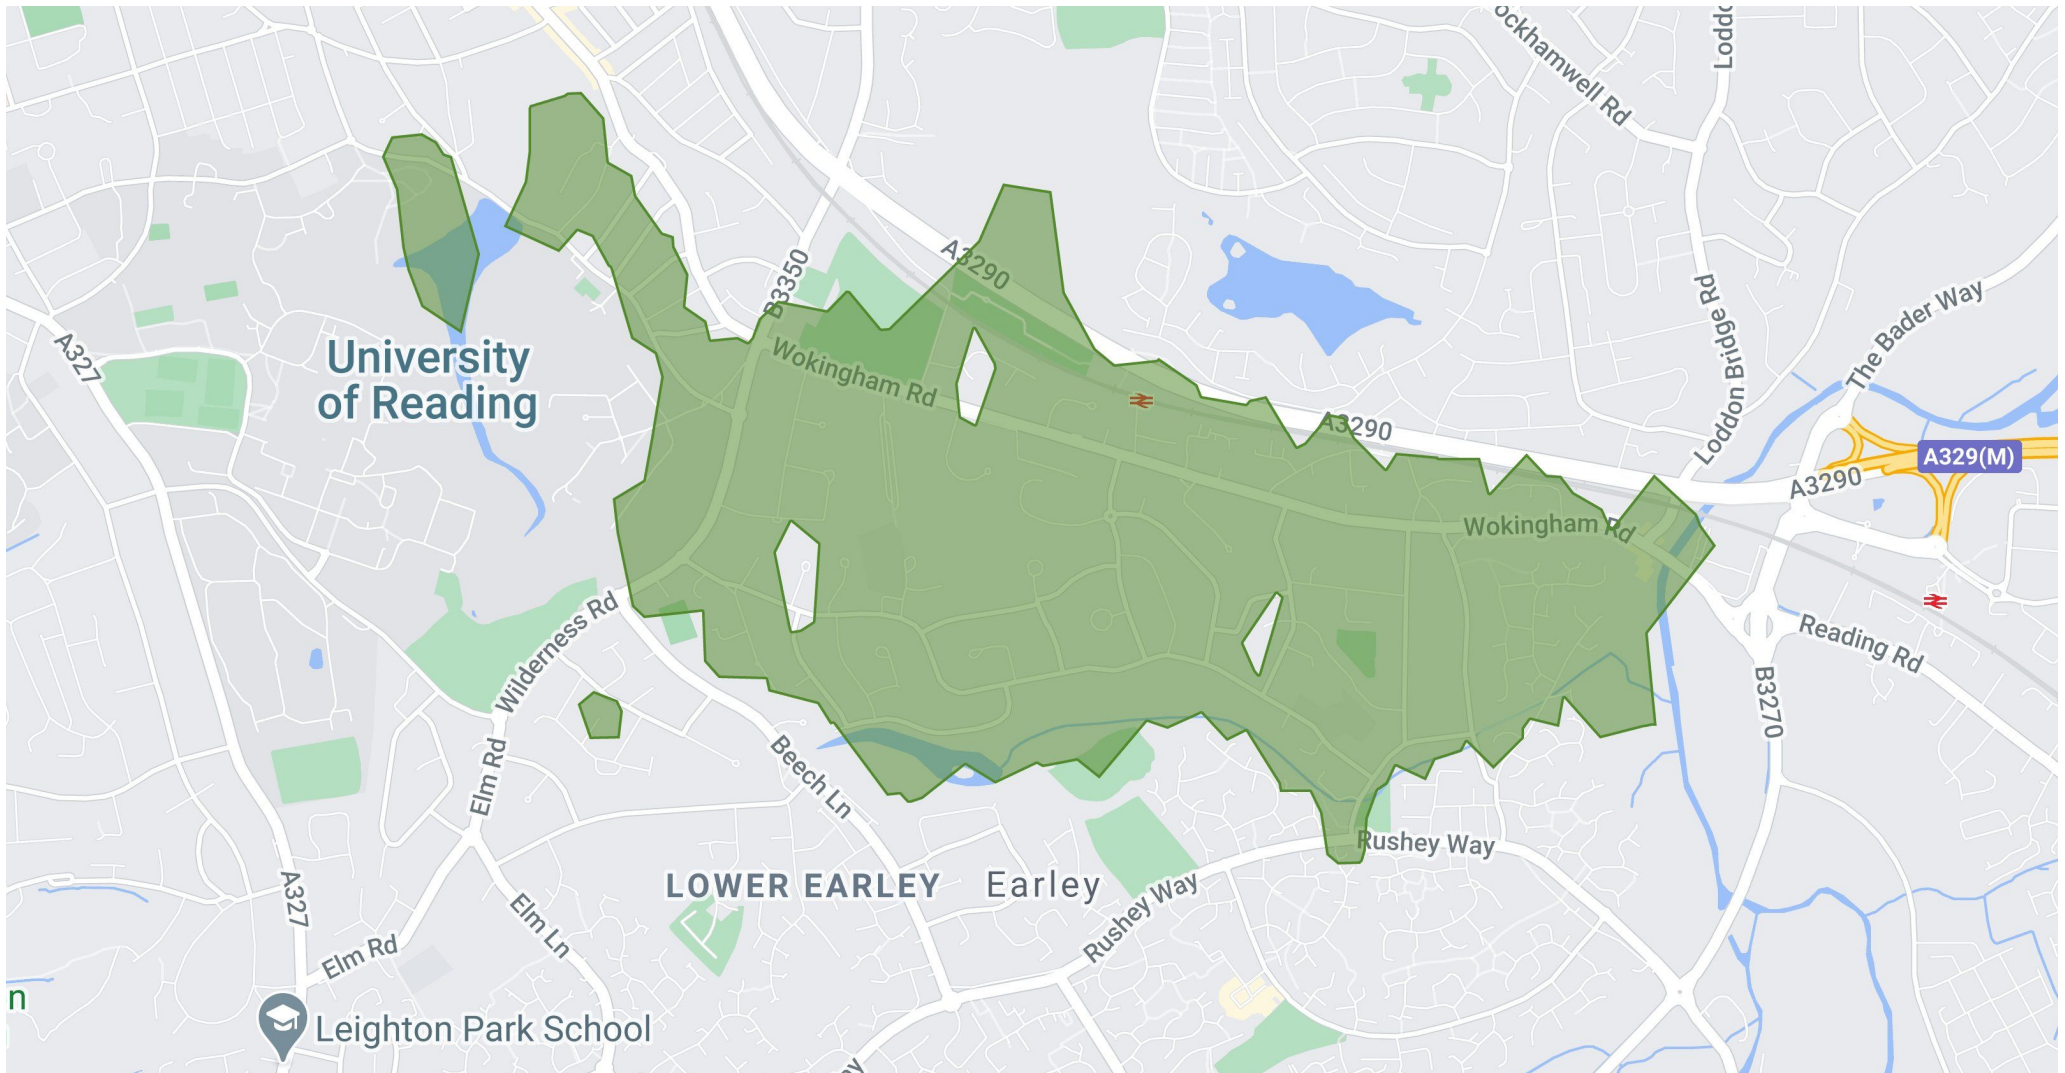 ockhamwell Rd
Lodd
B3350
A3290
A327
University
of Reading
Wokingham Rd
A3290
Loddon Bridge Rd
The Bader Way
A329(M)
A3290
Wokingham Rd
Wilderness Rd
Reading Rd
B3270
Elm Rd
Beech Ln
Rushey Way
A327
LOWER EARLEY
Earley
Rushey Way
Elm Ln
Elm Rd
n
Leighton Park School